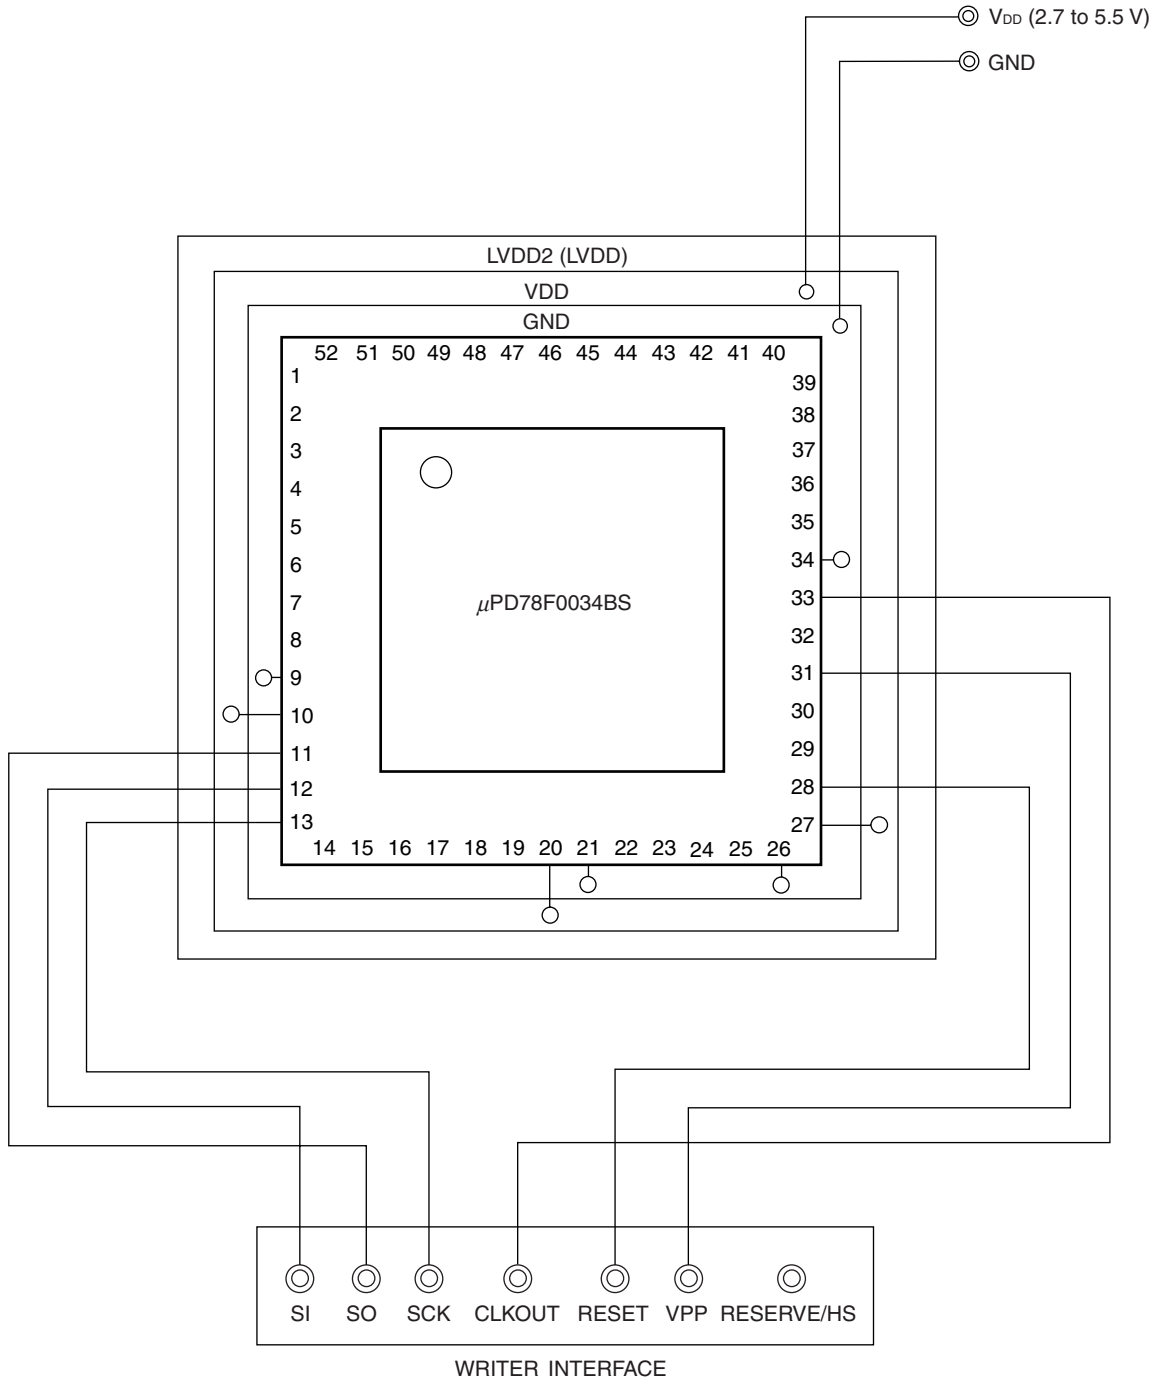 VDD (2.7 to 5.5 V)
GND
LVDD2 (LVDD)
VDD
GND
52 51 50 49 48 47 46 45 44 43 42 41 40
1
2
3
4
5
6
7
8
9
10
11
12
13
39
38
37
36
35
34
33
32
31
30
29
28
27
μPD78F0034BS
14 15 16 17 18 19 20 21 22 23 24 25 26
SI SO SCK CLKOUT RESET VPP RESERVE/HS
WRITER INTERFACE